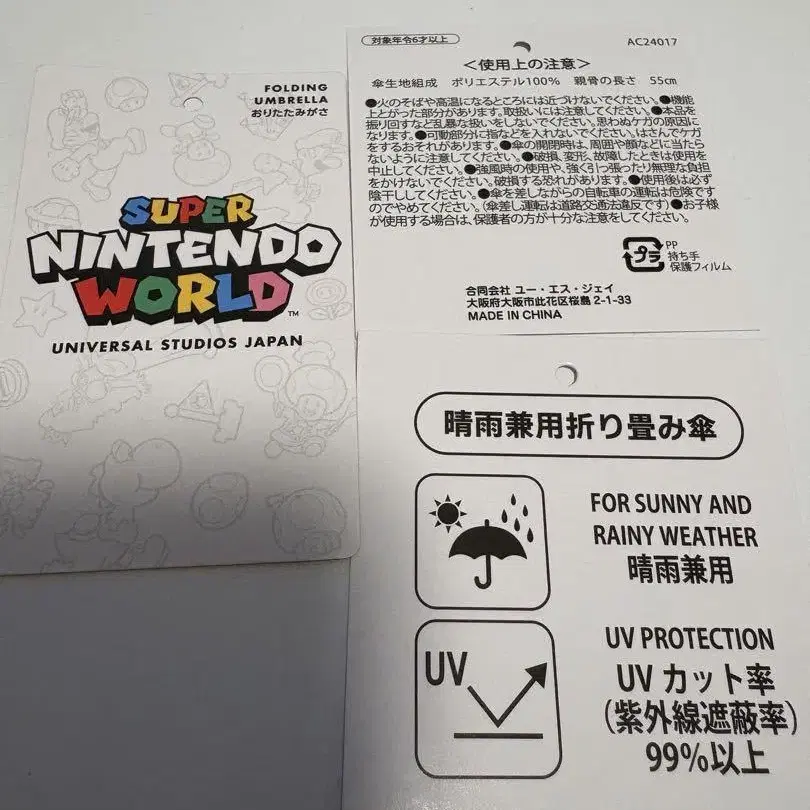 FOLDING
UMBRELLA
おりたたみがさ
SUPER
NINTENDO
WORLD™
UNIVERSAL STUDIOS JAPAN
対象年令6才以上
AC24017
＜使用上の注意＞
傘生地組成 ポリエステル100% 親骨の長さ 55cm
●火のそばや高温になるところには近づけないでください。●機能
上とがった部分があります。取扱いには注意してください。●本品を
振り回すなど乱暴な扱いをしないでください。思わぬケガの原因に
なります。●可動部分に指などを入れないでください。はさんでケガ
をするおそれがあります。●傘の開閉時は、周囲や顔などに当たら
ないように注意してください。●破損、変形、故障したときは使用を
中止してください。●強風時の使用や、強く引っ張ったり無理な負担
をかけないでください。破損する恐れがあります。●使用後は必ず
陰干ししてください。●傘を差しながらの自転車の運転は危険です
のでやめてください。(傘差し運転は道路交通法違反です)●お子様
が使用する場合は、保護者の方が十分な注意をしてください。
プラ
PP
持ち手
保護フィルム
合同会社 ユー・エス・ジェイ
大阪府大阪市此花区桜島 2-1-33
MADE IN CHINA
晴雨兼用折り畳み傘
FOR SUNNY AND
RAINY WEATHER
晴雨兼用
UV
UV PROTECTION
UV カット率
(紫外線遮蔽率)
99%以上